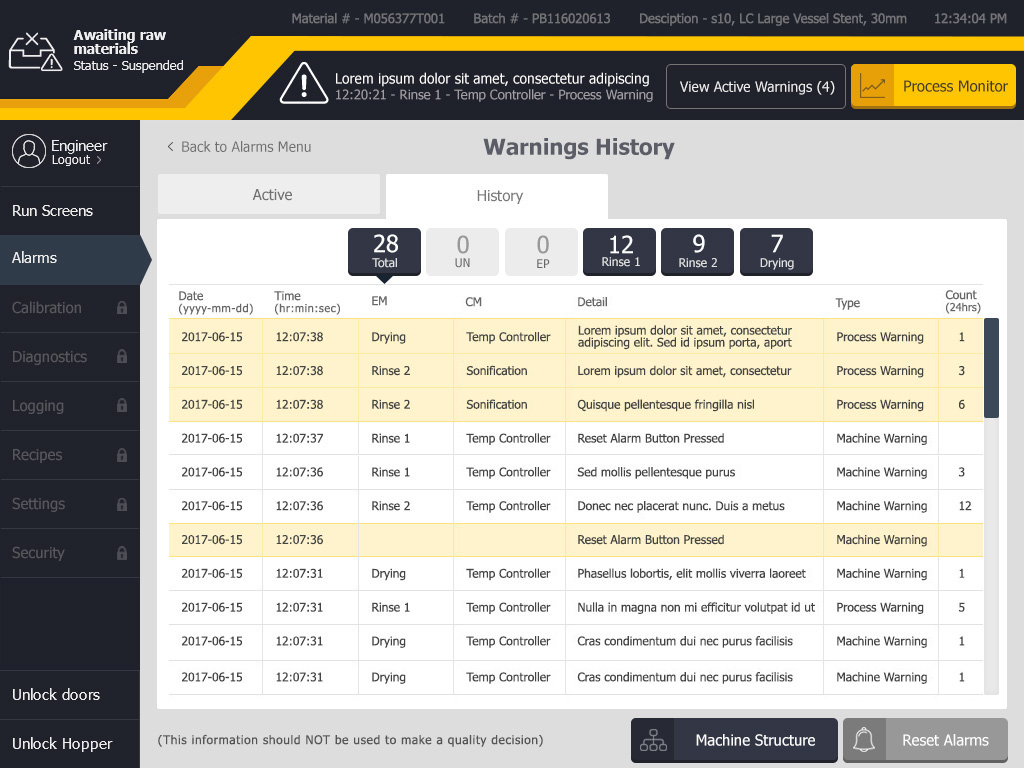 Material # - M056377T001 Batch # - PB116020613 Desciption - s10, LC Large Vessel Stent, 30mm 12:34:04 PM
Awaiting raw
materials
Status - Suspended
Lorem ipsum dolor sit amet, consectetur adipiscing
12:20:21 - Rinse 1 - Temp Controller - Process Warning
View Active Warnings (4)
Process Monitor
Engineer
Logout >
Run Screens
Alarms
Calibration
Diagnostics
Logging
Recipes
Settings
Security
Unlock doors
Unlock Hopper
< Back to Alarms Menu
Warnings History
Active
History
28 Total
0 UN
0 EP
12 Rinse 1
9 Rinse 2
7 Drying
Date (yyyy-mm-dd) Time (hr:min:sec) EM CM Detail Type Count (24hrs)
2017-06-15 12:07:38 Drying Temp Controller Lorem ipsum dolor sit amet, consectetur adipiscing elit. Sed id ipsum porta, aport Process Warning 1
2017-06-15 12:07:38 Rinse 2 Sonification Lorem ipsum dolor sit amet, consectetur Process Warning 3
2017-06-15 12:07:38 Rinse 2 Sonification Quisque pellentesque fringilla nisl Process Warning 6
2017-06-15 12:07:37 Rinse 1 Temp Controller Reset Alarm Button Pressed Machine Warning
2017-06-15 12:07:36 Rinse 1 Temp Controller Sed mollis pellentesque purus Machine Warning 3
2017-06-15 12:07:36 Rinse 2 Temp Controller Donec nec placerat nunc. Duis a metus Machine Warning 12
2017-06-15 12:07:36 Reset Alarm Button Pressed Machine Warning
2017-06-15 12:07:31 Drying Temp Controller Phasellus lobortis, elit mollis viverra laoreet Machine Warning 1
2017-06-15 12:07:31 Rinse 1 Temp Controller Nulla in magna non mi efficitur volutpat id ut Process Warning 5
2017-06-15 12:07:31 Drying Temp Controller Cras condimentum dui nec purus facilisis Machine Warning 1
2017-06-15 12:07:31 Drying Temp Controller Cras condimentum dui nec purus facilisis Machine Warning 1
(This information should NOT be used to make a quality decision)
Machine Structure
Reset Alarms